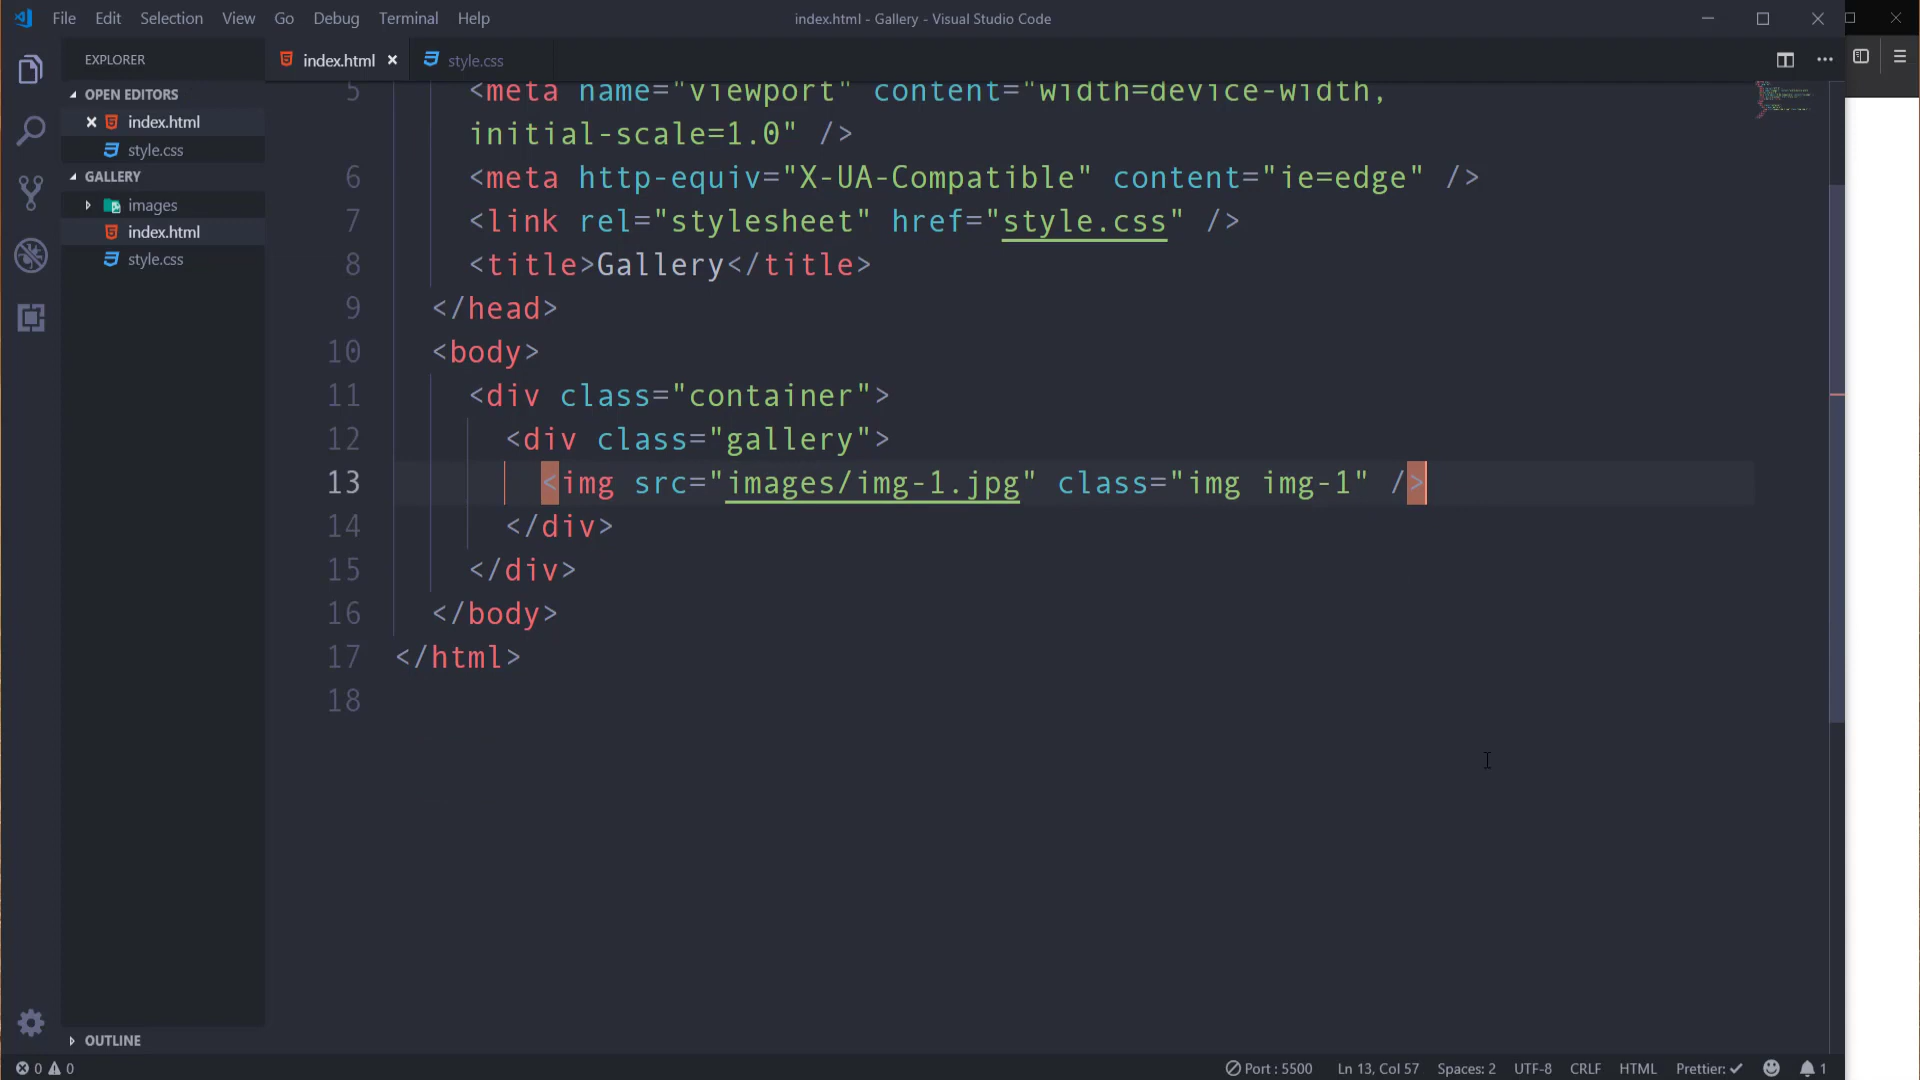 File Edit Selection View Go Debug Terminal Help
index.html - Gallery - Visual Studio Code
EXPLORER
OPEN EDITORS
index.html
style.css
GALLERY
images
index.html
style.css
OUTLINE
index.html
style.css
5 <meta name="viewport" content="width=device-width,
initial-scale=1.0" />
6 <meta http-equiv="X-UA-Compatible" content="ie=edge" />
7 <link rel="stylesheet" href="style.css" />
8 <title>Gallery</title>
9 </head>
10 <body>
11 <div class="container">
12 <div class="gallery">
13 <img src="images/img-1.jpg" class="img img-1" />
14 </div>
15 </div>
16 </body>
17 </html>
18
0 0
Port : 5500 Ln 13, Col 57 Spaces: 2 UTF-8 CRLF HTML Prettier: ✓ 1